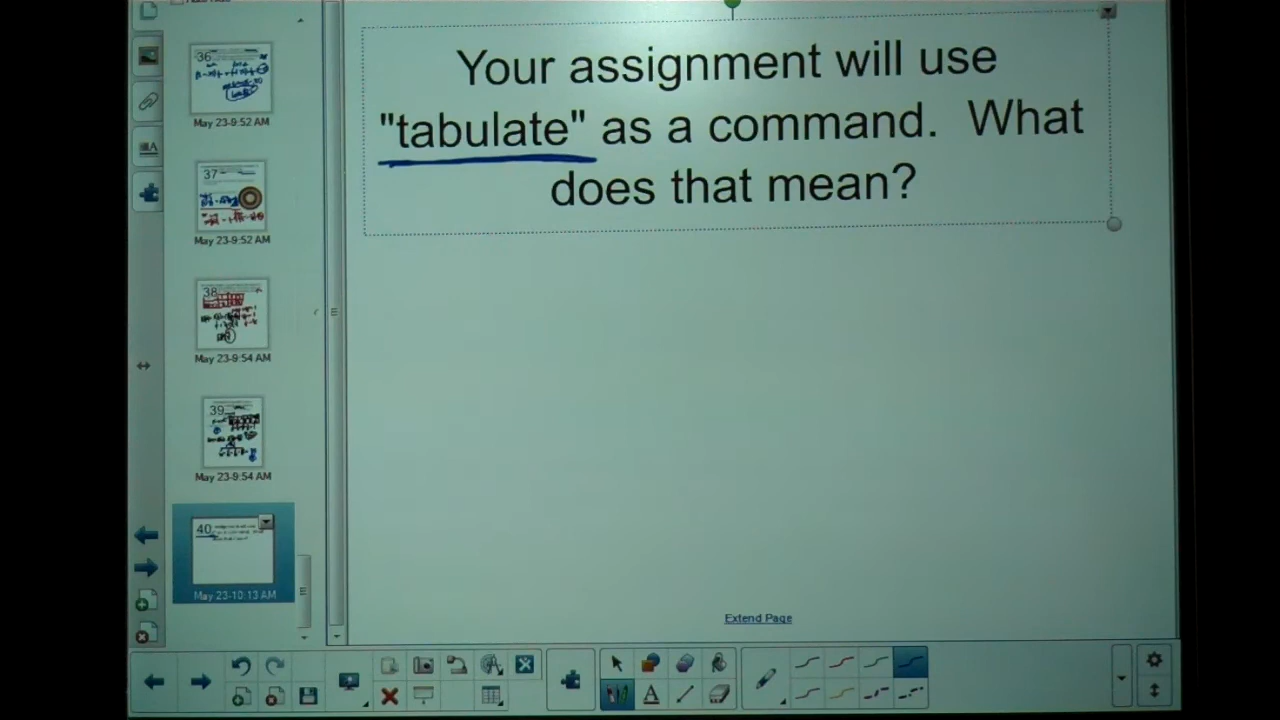 Your assignment will use
"tabulate" as a command. What
does that mean?
36
May 23-9:52 AM
37
May 23-9:52 AM
38
May 23-9:54 AM
39
May 23-9:54 AM
40
May 23-10:13 AM
Extend Page